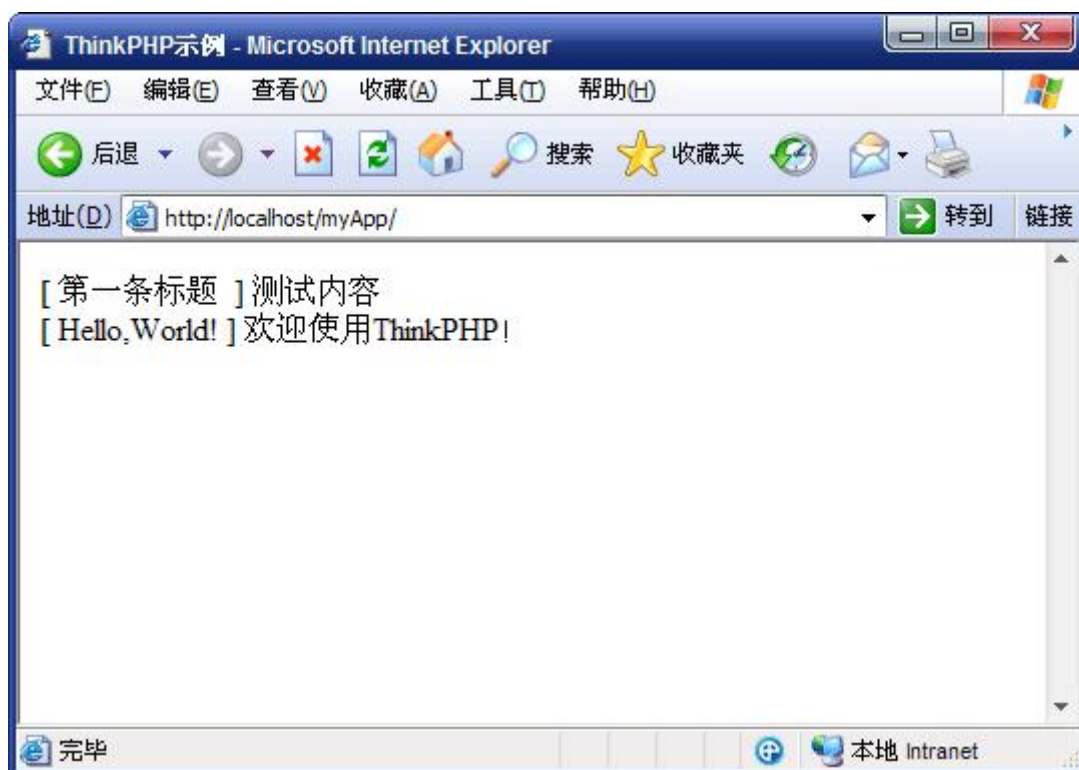 ThinkPHP示例 - Microsoft Internet Explorer
文件(F) 编辑(E) 查看(V) 收藏(A) 工具(T) 帮助(H)
后退 搜索 收藏夹
地址(D) http://localhost/myApp/ 转到 链接
[ 第一条标题 ] 测试内容
[ Hello,World! ] 欢迎使用ThinkPHP!
完毕 本地 Intranet